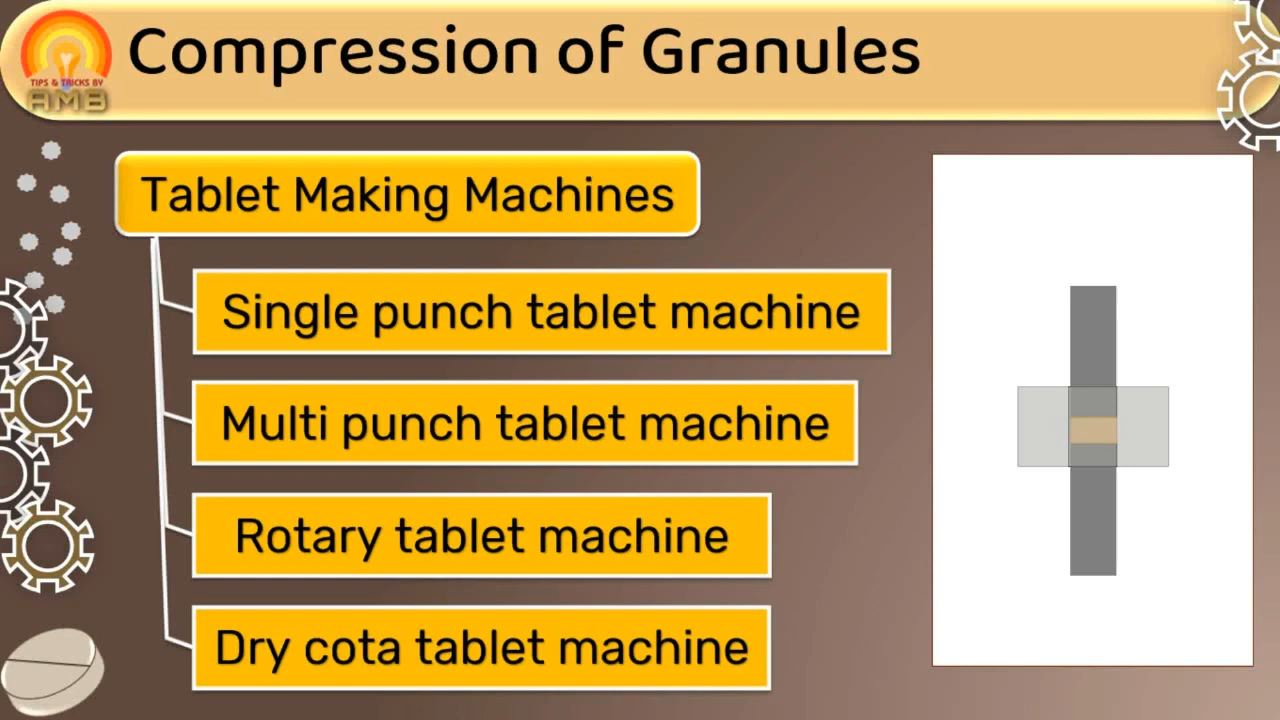 Compression of Granules
TIPS & TRICKS BY
AMB
Tablet Making Machines
Single punch tablet machine
Multi punch tablet machine
Rotary tablet machine
Dry cota tablet machine